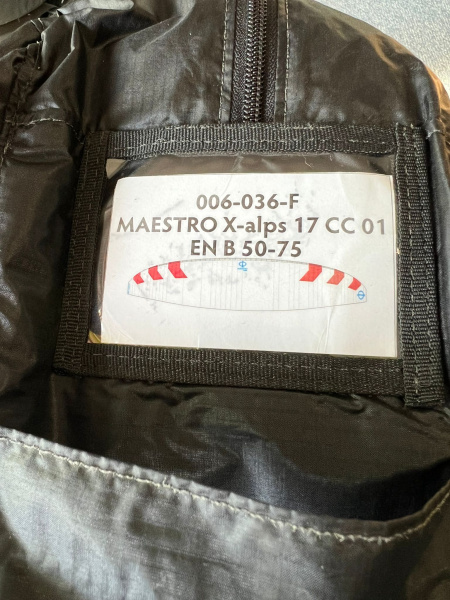 006-036-F
MAESTRO X-alps 17 CC 01
EN B 50-75